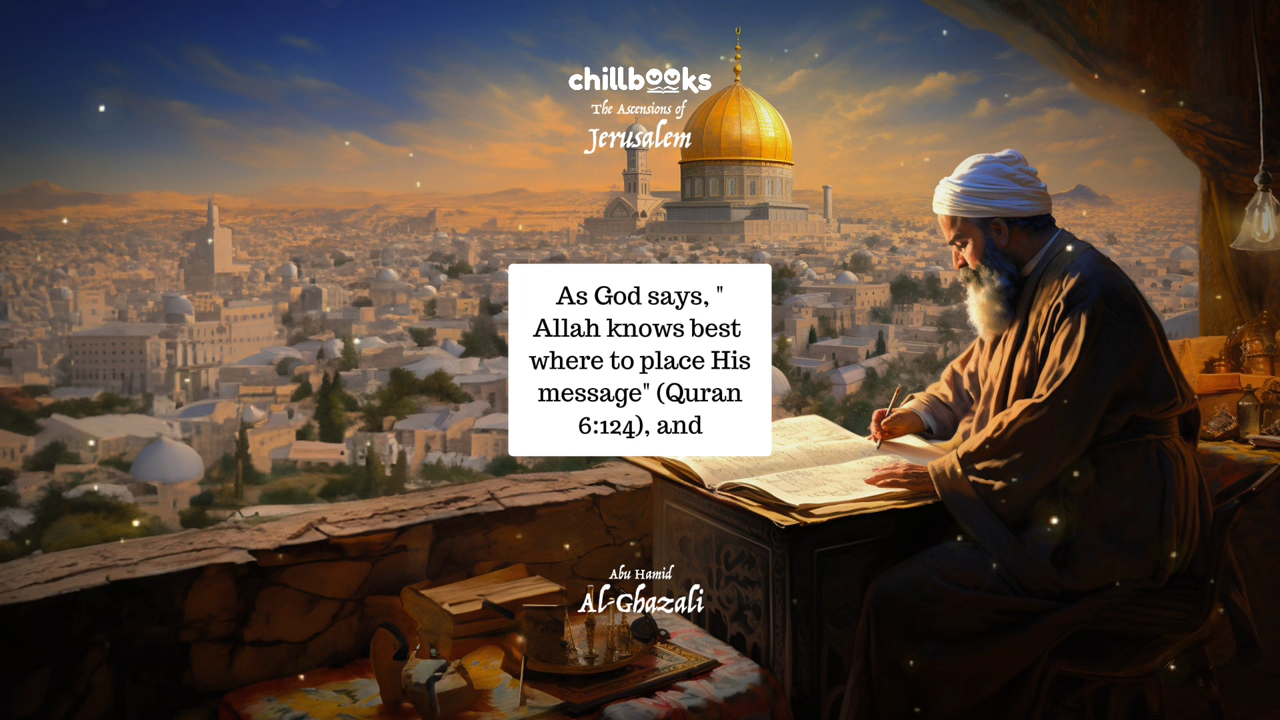 chillbooks
The Ascensions of
Jerusalem
As God says, "
Allah knows best
where to place His
message" (Quran
6:124), and
Abu Hamid
Al-Ghazali